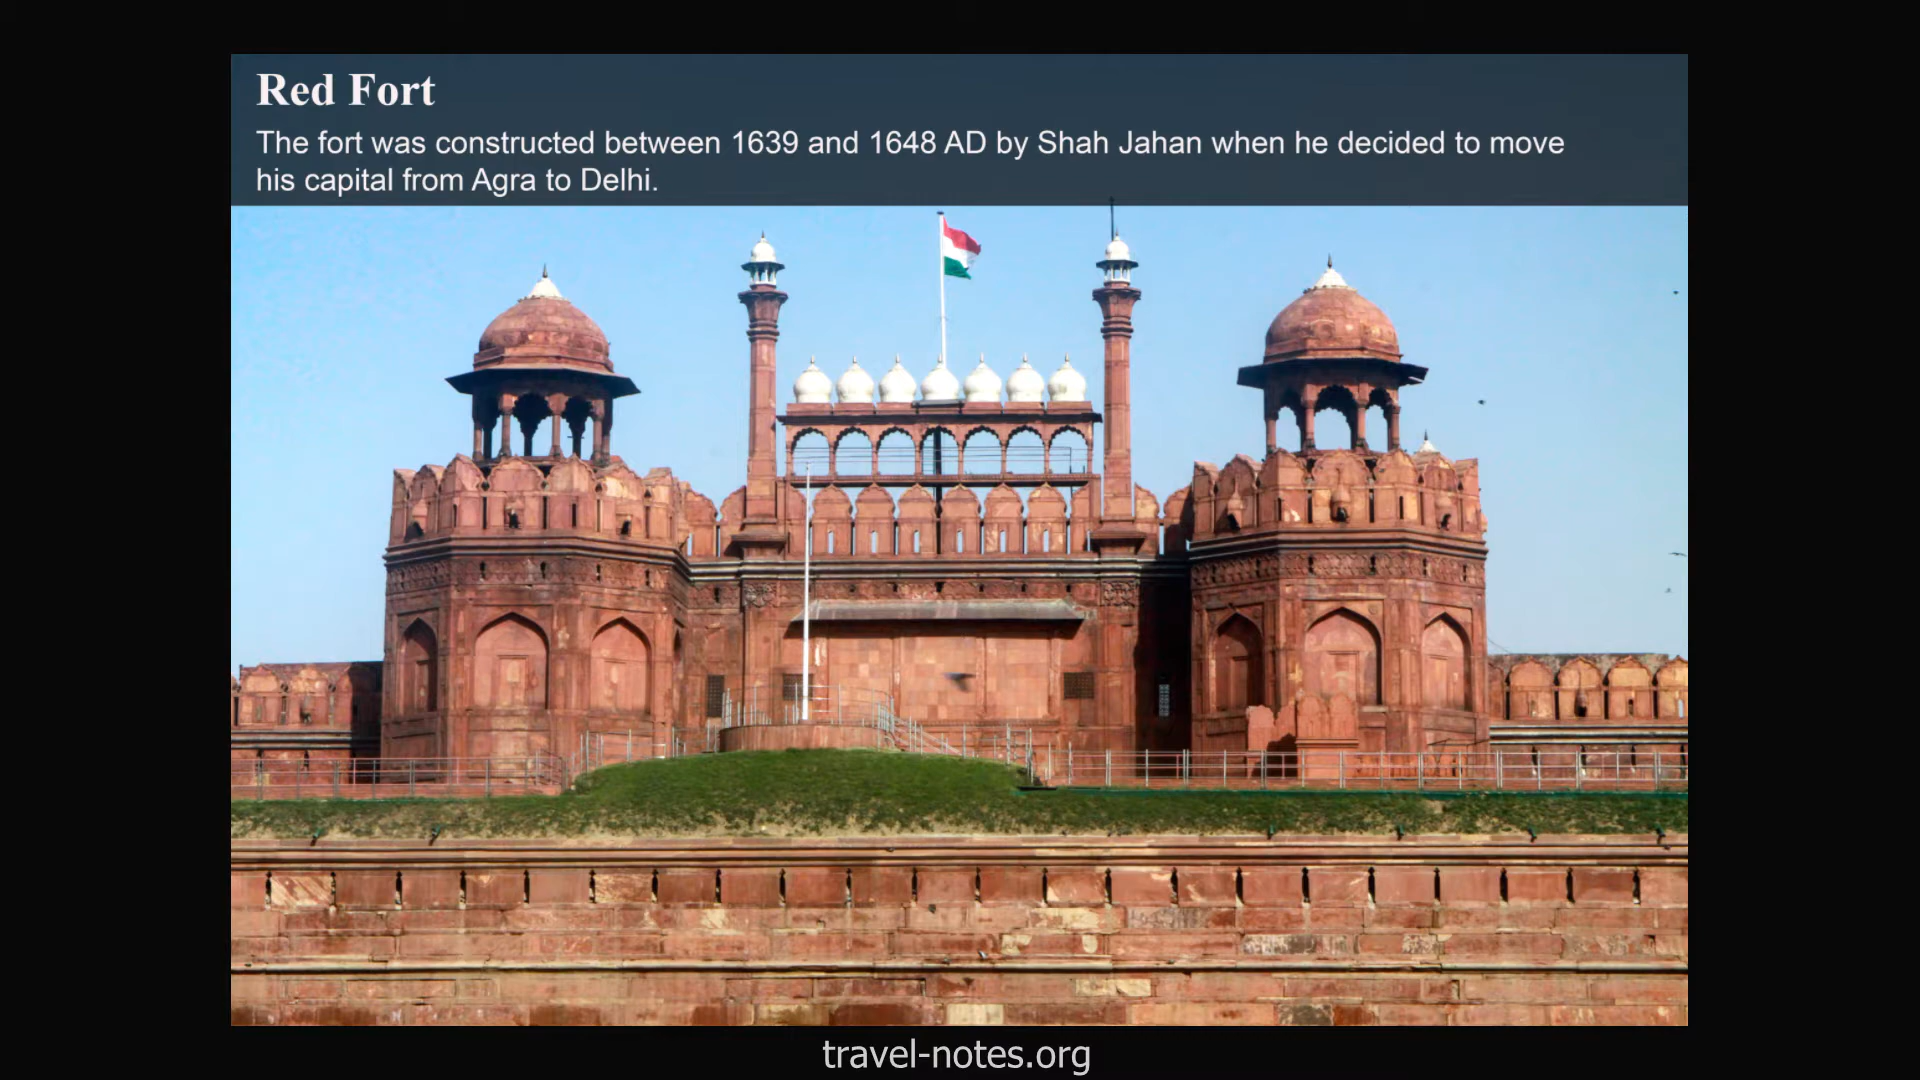 Red Fort
The fort was constructed between 1639 and 1648 AD by Shah Jahan when he decided to move
his capital from Agra to Delhi.
travel-notes.org